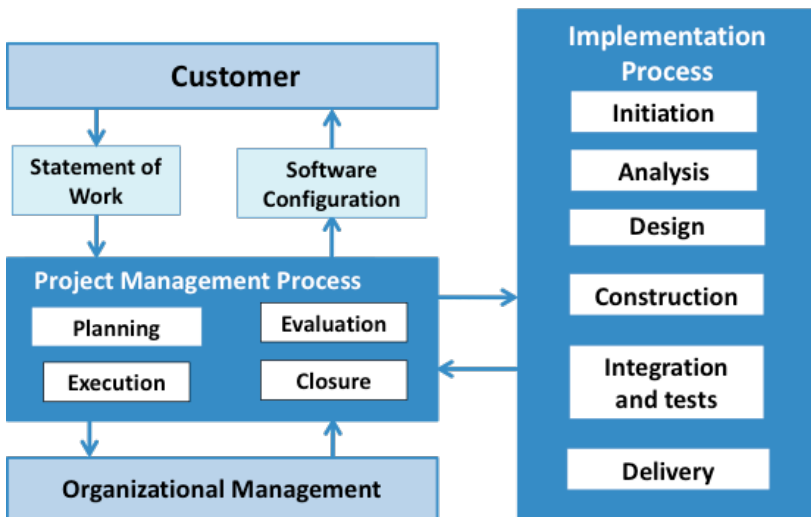 Customer
Statement of
Work
Software
Configuration
Project Management Process
Planning
Evaluation
Execution
Closure
Organizational Management
Implementation
Process
Initiation
Analysis
Design
Construction
Integration
and tests
Delivery